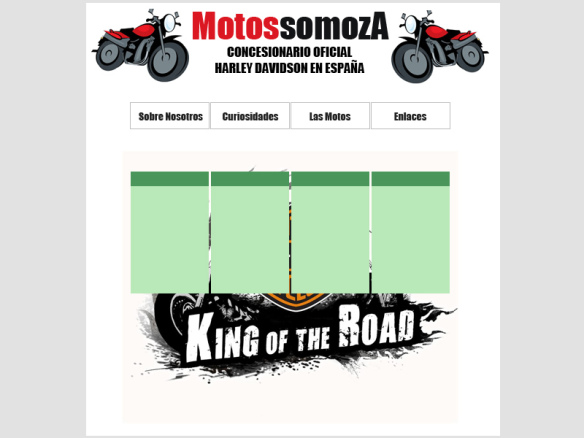 MotossomozA
CONCESIONARIO OFICIAL
HARLEY DAVIDSON EN ESPAÑA
Sobre Nosotros
Curiosidades
Las Motos
Enlaces
KING OF THE ROAD